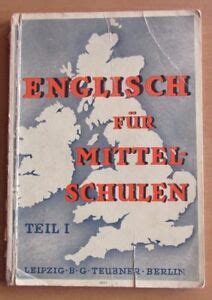 ENGLISCH
FÜR
MITTEL-
SCHULEN
TEIL I
LEIPZIG · B · G · TEUBNER · BERLIN